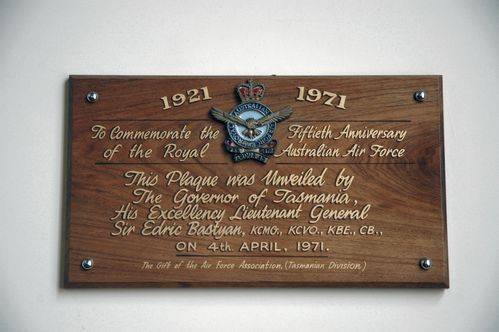 1921 1971
To Commemorate the Fiftieth Anniversary
of the Royal Australian Air Force
This Plaque was Unveiled by
The Governor of Tasmania,
His Excellency Lieutenant General
Sir Edric Bastyan, KCMG., KCVO., KBE., CB.,
ON 4th. APRIL, 1971.
The Gift of the Air Force Association, (Tasmanian Division)